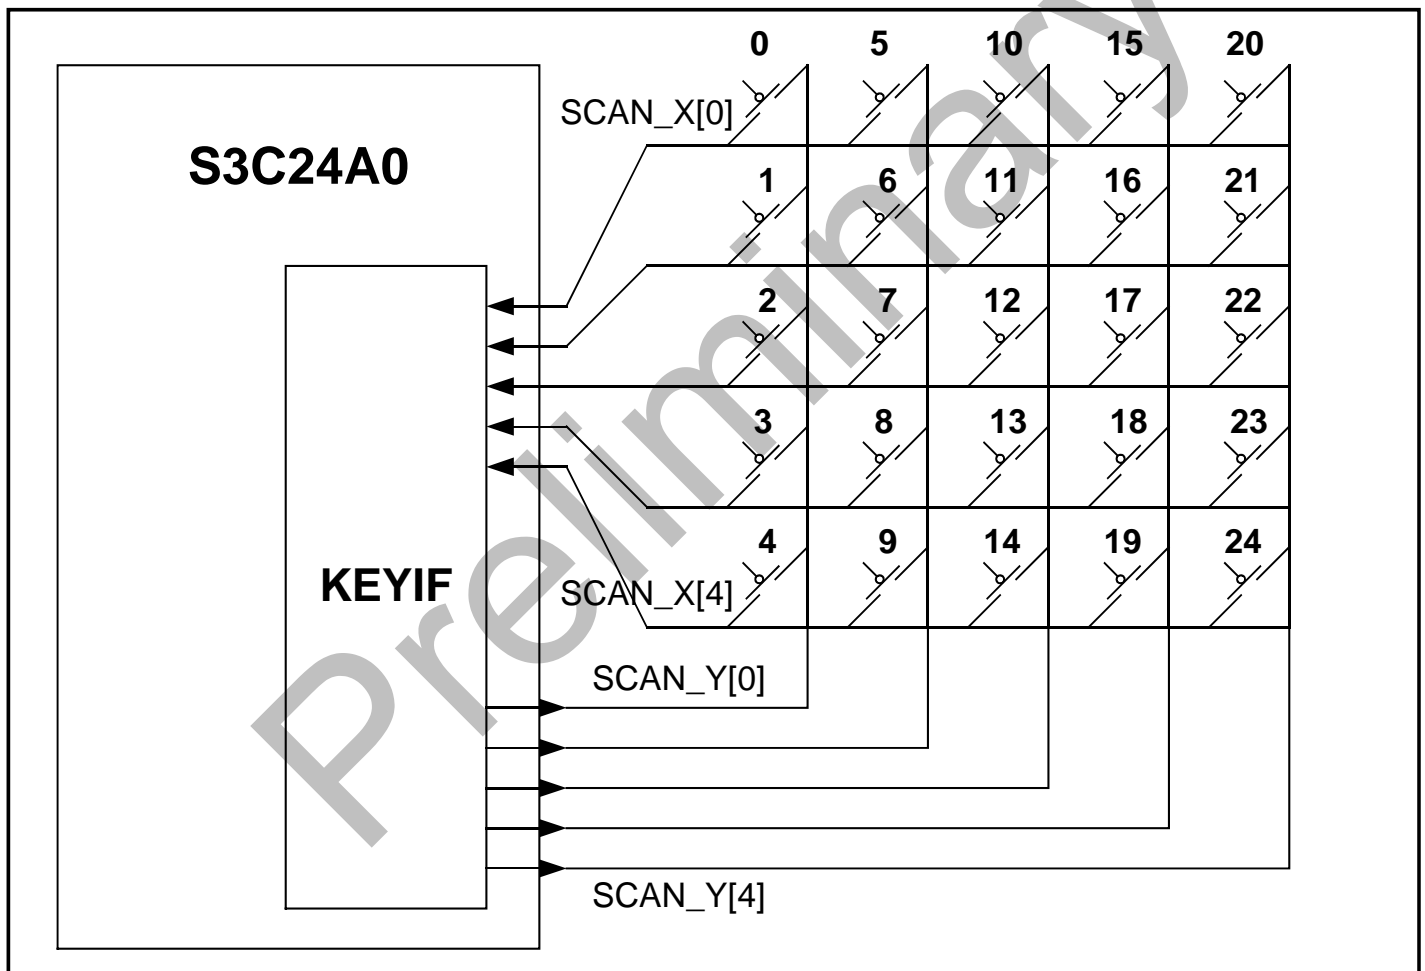 0 5 10 15 20
SCAN_X[0]
S3C24A0
1 6 11 16 21
2 7 12 17 22
3 8 13 18 23
4 9 14 19 24
KEYIF
SCAN_X[4]
SCAN_Y[0]
SCAN_Y[4]
Preliminary